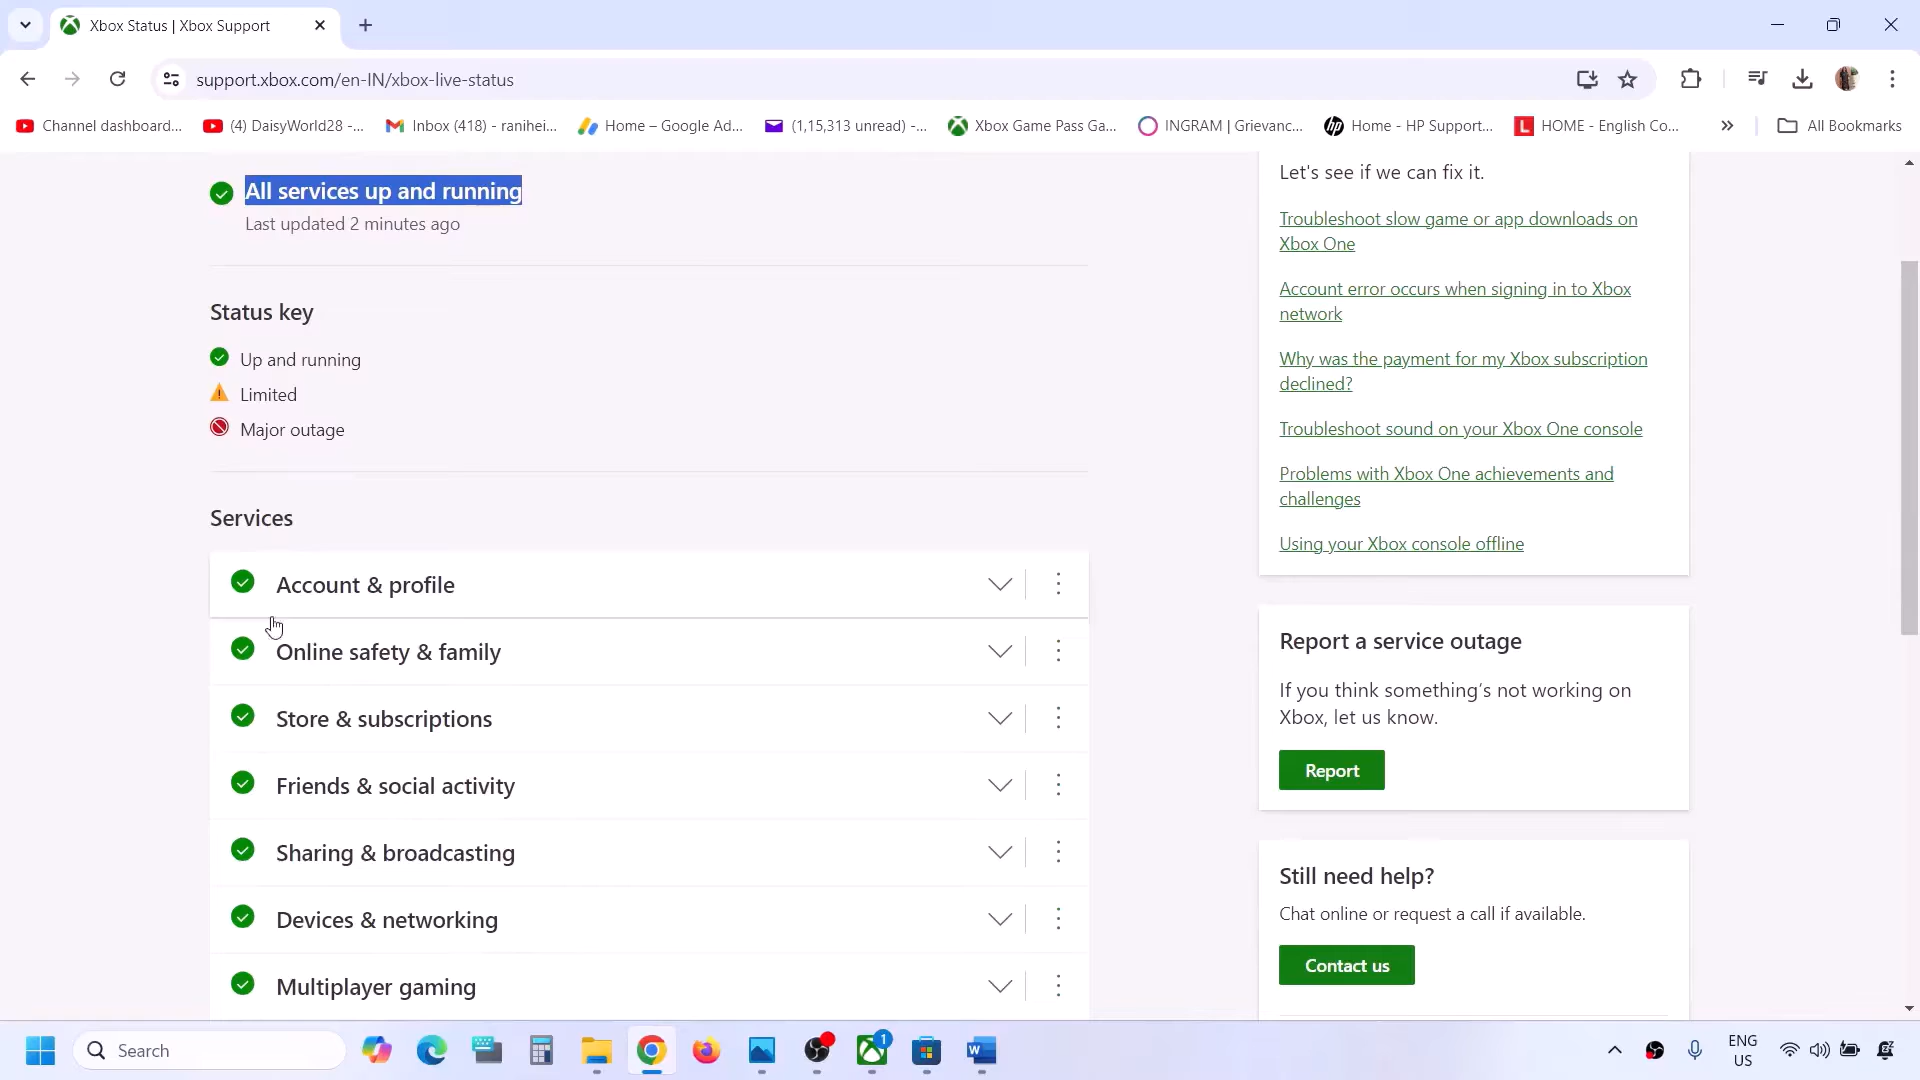 Xbox Status | Xbox Support
support.xbox.com/en-IN/xbox-live-status
Channel dashboard...
(4) DaisyWorld28 -...
Inbox (418) - ranihei...
Home – Google Ad...
(1,15,313 unread) -...
Xbox Game Pass Ga...
INGRAM | Grievanc...
Home - HP Support...
HOME - English Co...
All Bookmarks
All services up and running
Last updated 2 minutes ago
Status key
Up and running
Limited
Major outage
Services
Account & profile
Online safety & family
Store & subscriptions
Friends & social activity
Sharing & broadcasting
Devices & networking
Multiplayer gaming
Let's see if we can fix it.
Troubleshoot slow game or app downloads on
Xbox One
Account error occurs when signing in to Xbox
network
Why was the payment for my Xbox subscription
declined?
Troubleshoot sound on your Xbox One console
Problems with Xbox One achievements and
challenges
Using your Xbox console offline
Report a service outage
If you think something's not working on
Xbox, let us know.
Report
Still need help?
Chat online or request a call if available.
Contact us
Search
1
ENG
US